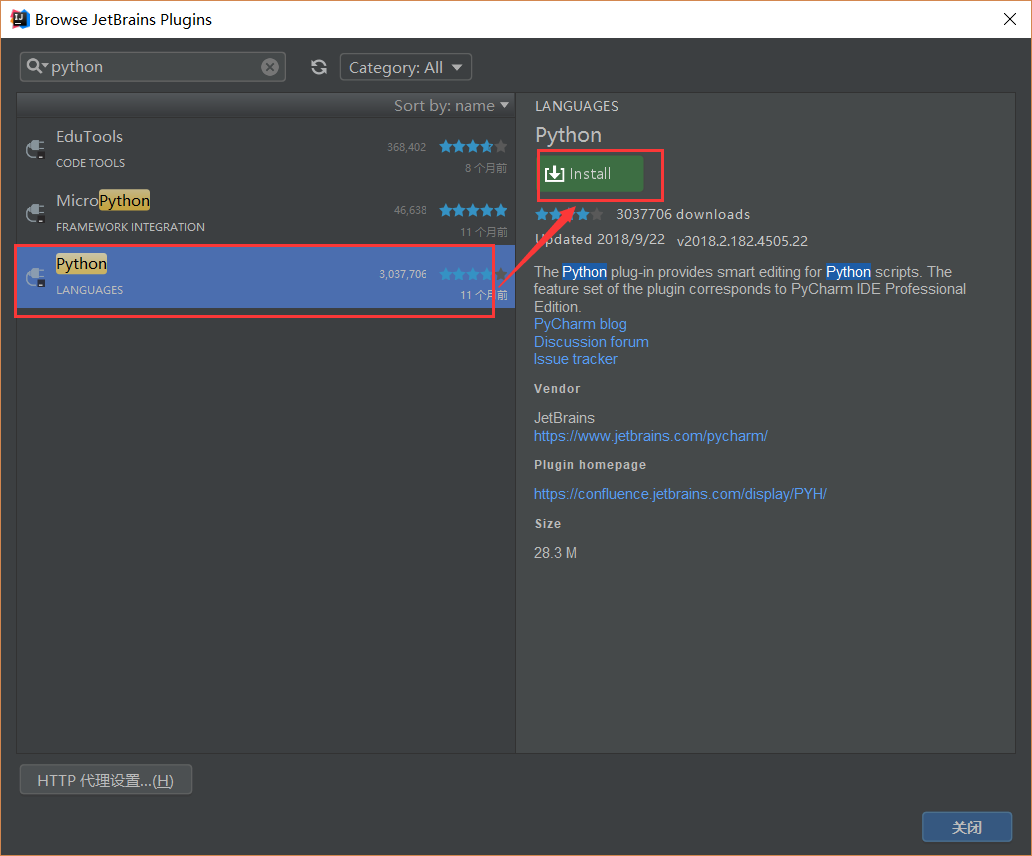 Browse JetBrains Plugins
python
Category: All
Sort by: name
EduTools
368,402
CODE TOOLS
8 个月前
MicroPython
46,638
FRAMEWORK INTEGRATION
11 个月前
Python
3,037,706
LANGUAGES
11 个月前
LANGUAGES
Python
Install
3037706 downloads
Updated 2018/9/22 v2018.2.182.4505.22
The Python plug-in provides smart editing for Python scripts. The
feature set of the plugin corresponds to PyCharm IDE Professional
Edition.
PyCharm blog
Discussion forum
Issue tracker
Vendor
JetBrains
https://www.jetbrains.com/pycharm/
Plugin homepage
https://confluence.jetbrains.com/display/PYH/
Size
28.3 M
HTTP 代理设置...(H)
关闭